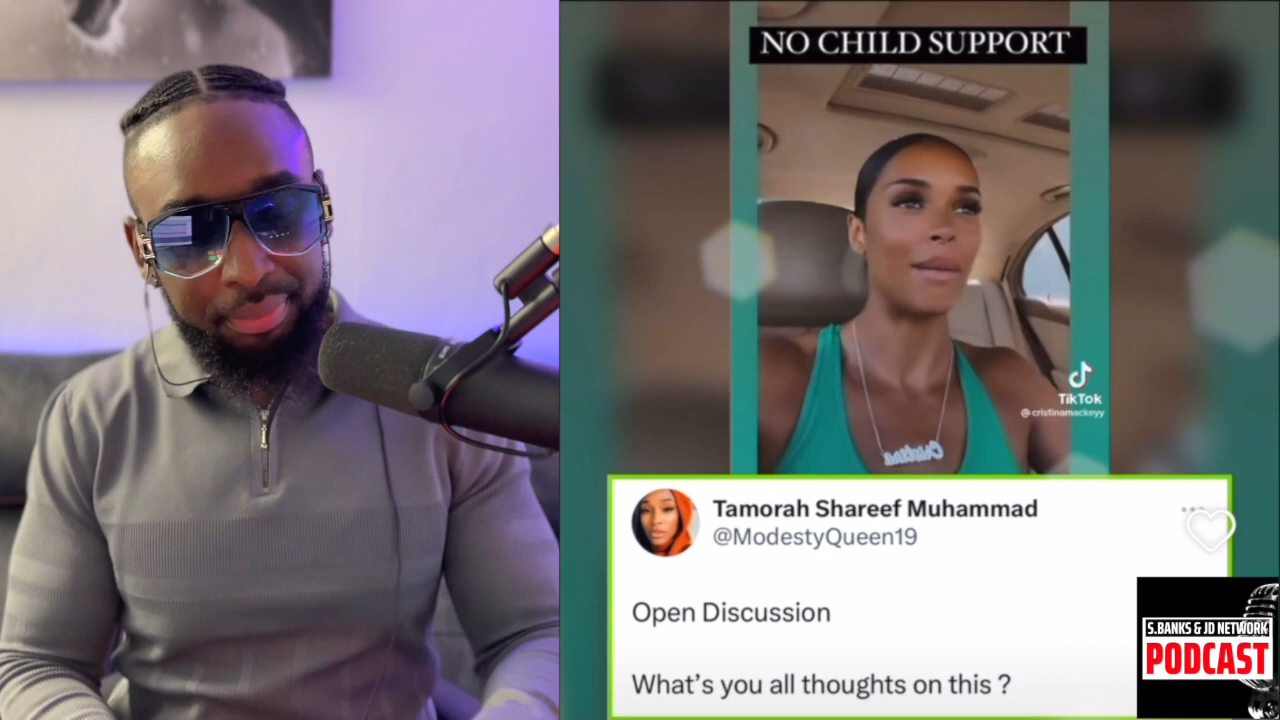 NO CHILD SUPPORT
TikTok
@cristinamackeyy
Cristina
Tamorah Shareef Muhammad
@ModestyQueen19
Open Discussion
What's you all thoughts on this ?
S.BANKS & JD NETWORK
PODCAST